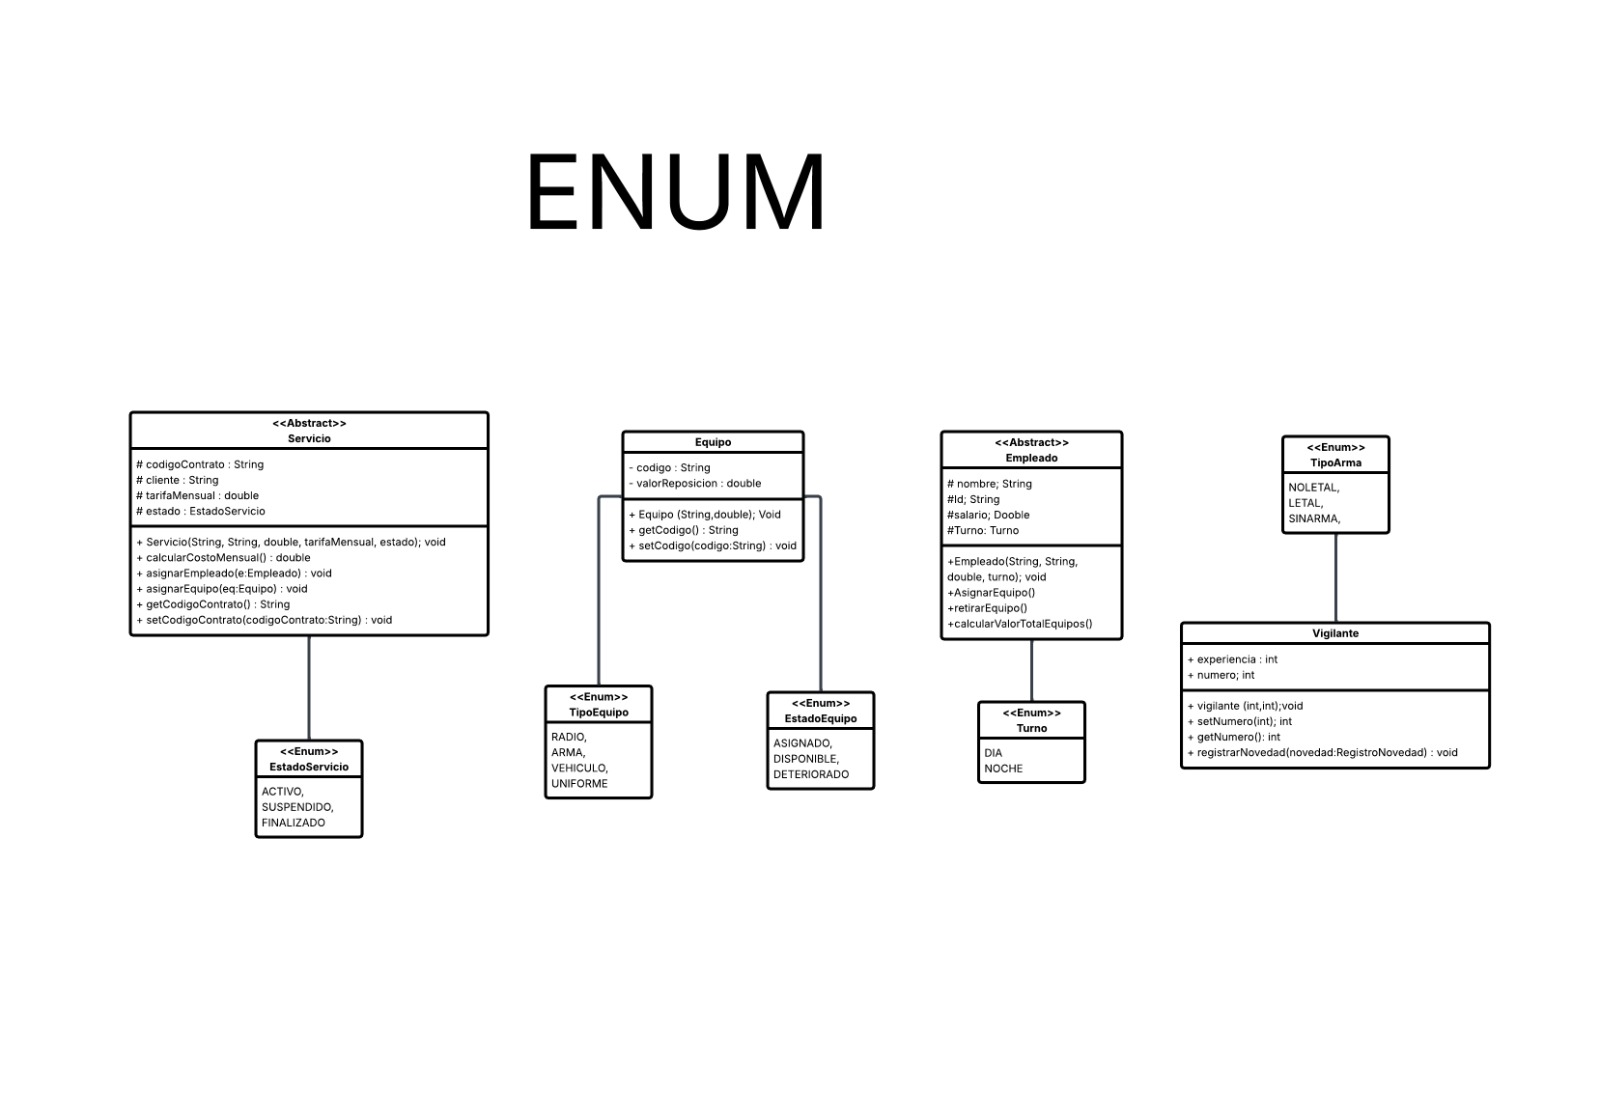 ENUM
<<Abstract>>
Servicio
# codigoContrato : String
# cliente : String
# tarifaMensual : double
# estado : EstadoServicio
+ Servicio(String, String, double, tarifaMensual, estado); void
+ calcularCostoMensual() : double
+ asignarEmpleado(e:Empleado) : void
+ asignarEquipo(eq:Equipo) : void
+ getCodigoContrato() : String
+ setCodigoContrato(codigoContrato:String) : void
<<Enum>>
EstadoServicio
ACTIVO,
SUSPENDIDO,
FINALIZADO
Equipo
- codigo : String
- valorReposicion : double
+ Equipo (String,double); Void
+ getCodigo() : String
+ setCodigo(codigo:String) : void
<<Enum>>
TipoEquipo
RADIO,
ARMA,
VEHICULO,
UNIFORME
<<Enum>>
EstadoEquipo
ASIGNADO,
DISPONIBLE,
DETERIORADO
<<Abstract>>
Empleado
# nombre; String
#Id; String
#salario; Dooble
#Turno: Turno
+Empleado(String, String,
double, turno); void
+AsignarEquipo()
+retirarEquipo()
+calcularValorTotalEquipos()
<<Enum>>
Turno
DIA
NOCHE
<<Enum>>
TipoArma
NOLETAL,
LETAL,
SINARMA,
Vigilante
+ experiencia : int
+ numero; int
+ vigilante (int,int);void
+ setNumero(int); int
+ getNumero(): int
+ registrarNovedad(novedad:RegistroNovedad) : void